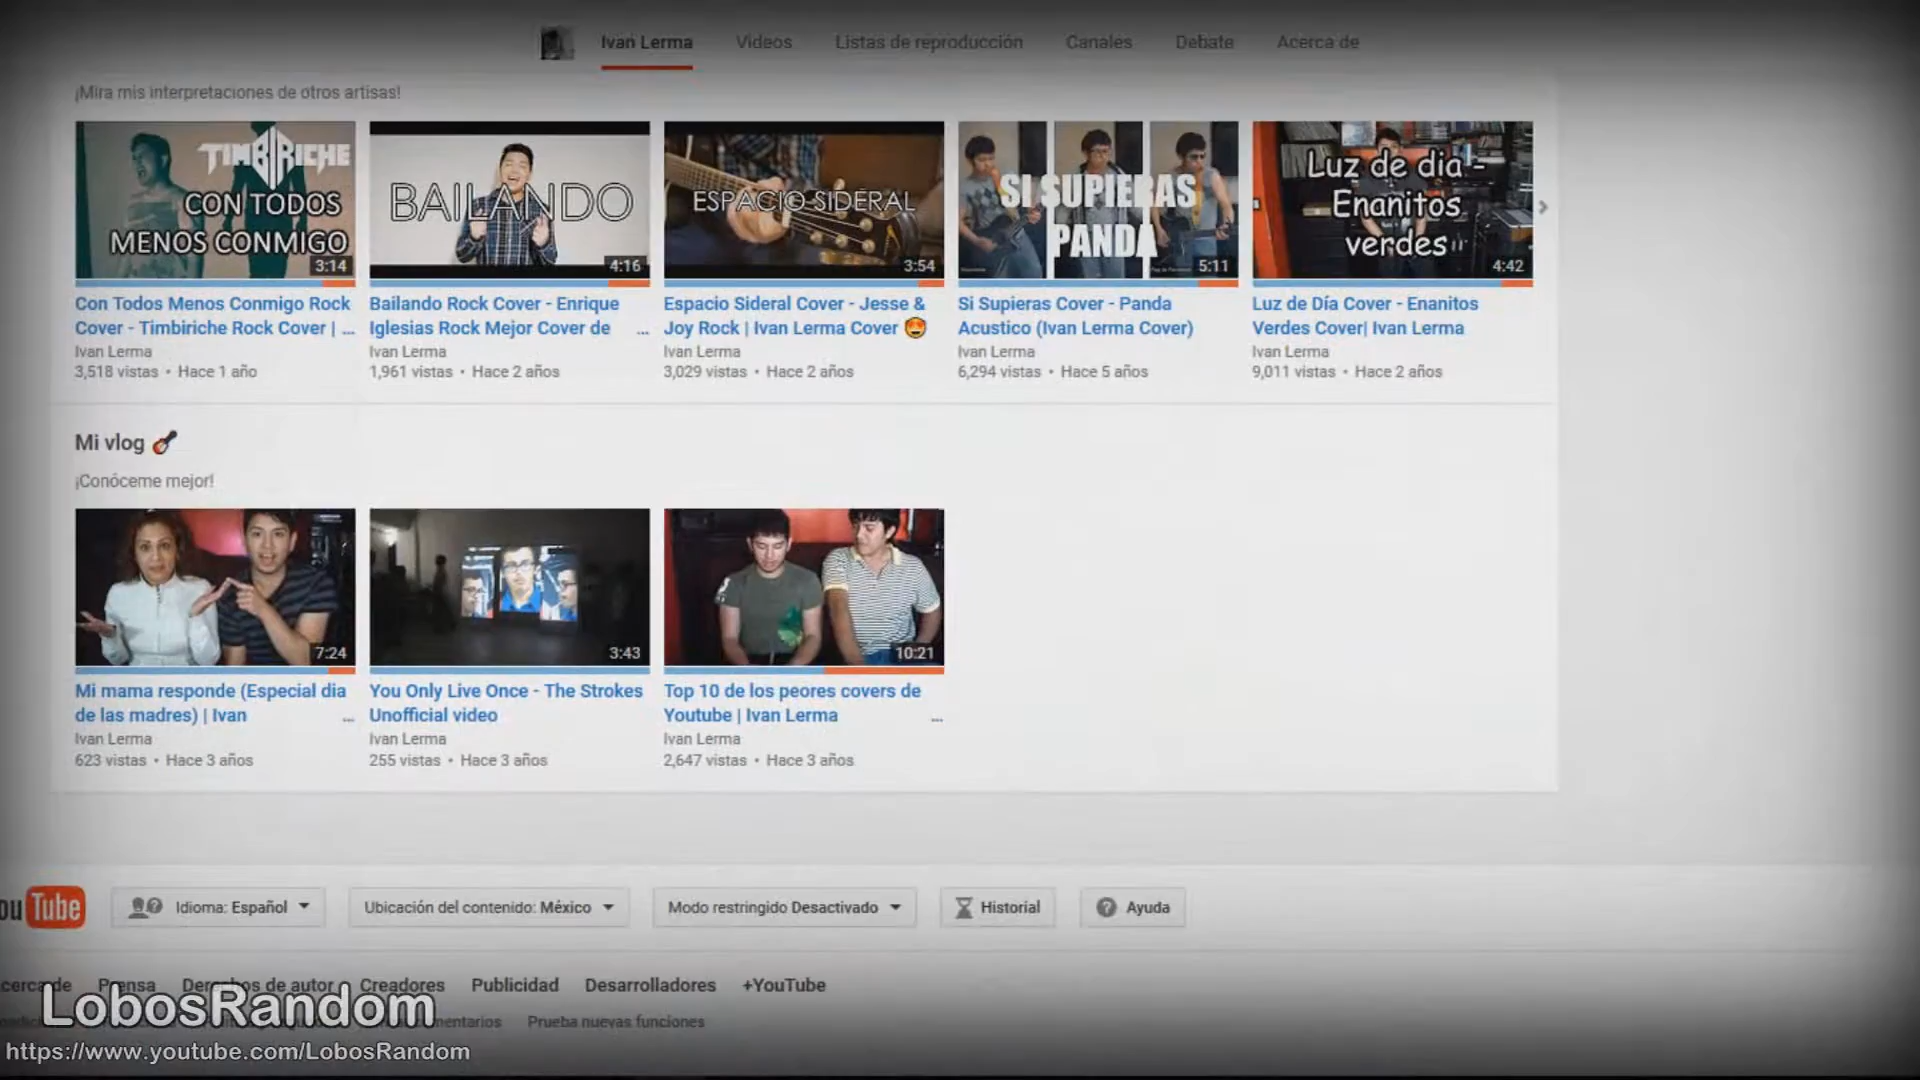 Ivan Lerma Videos Listas de reproducción Canales Debate Acerca de
¡Mira mis interpretaciones de otros artisas!
TIMBIRICHE
CON TODOS
MENOS CONMIGO
3:14
BAILANDO
4:16
ESPACIO SIDERAL
3:54
SI SUPIERAS
PANDA
5:11
Luz de dia -
Enanitos
verdes
4:42
Con Todos Menos Conmigo Rock
Cover - Timbiriche Rock Cover | ...
Ivan Lerma
3,518 vistas • Hace 1 año
Bailando Rock Cover - Enrique
Iglesias Rock Mejor Cover de ...
Ivan Lerma
1,961 vistas • Hace 2 años
Espacio Sideral Cover - Jesse &
Joy Rock | Ivan Lerma Cover 😍
Ivan Lerma
3,029 vistas • Hace 2 años
Si Supieras Cover - Panda
Acustico (Ivan Lerma Cover)
Ivan Lerma
6,294 vistas • Hace 5 años
Luz de Día Cover - Enanitos
Verdes Cover| Ivan Lerma
Ivan Lerma
9,011 vistas • Hace 2 años
Mi vlog 🎸
¡Conóceme mejor!
7:24
3:43
10:21
Mi mama responde (Especial dia
de las madres) | Ivan ...
Ivan Lerma
623 vistas • Hace 3 años
You Only Live Once - The Strokes
Unofficial video
Ivan Lerma
255 vistas • Hace 3 años
Top 10 de los peores covers de
Youtube | Ivan Lerma ...
Ivan Lerma
2,647 vistas • Hace 3 años
ou Tube Idioma: Español Ubicación del contenido: México Modo restringido Desactivado Historial Ayuda
cerca de Prensa Derechos de autor Creadores Publicidad Desarrolladores +YouTube
LobosRandom
mentarios Prueba nuevas funciones
https://www.youtube.com/LobosRandom